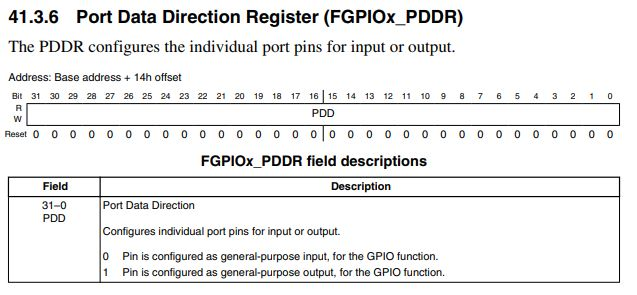 41.3.6 Port Data Direction Register (FGPIOx_PDDR)
The PDDR configures the individual port pins for input or output.
Address: Base address + 14h offset
Bit 31 30 29 28 27 26 25 24 23 22 21 20 19 18 17 16 15 14 13 12 11 10 9 8 7 6 5 4 3 2 1 0
R
PDD
W
Reset 0 0 0 0 0 0 0 0 0 0 0 0 0 0 0 0 0 0 0 0 0 0 0 0 0 0 0 0 0 0 0 0
FGPIOx_PDDR field descriptions
Field Description
31–0 Port Data Direction
PDD
Configures individual port pins for input or output.
0 Pin is configured as general-purpose input, for the GPIO function.
1 Pin is configured as general-purpose output, for the GPIO function.